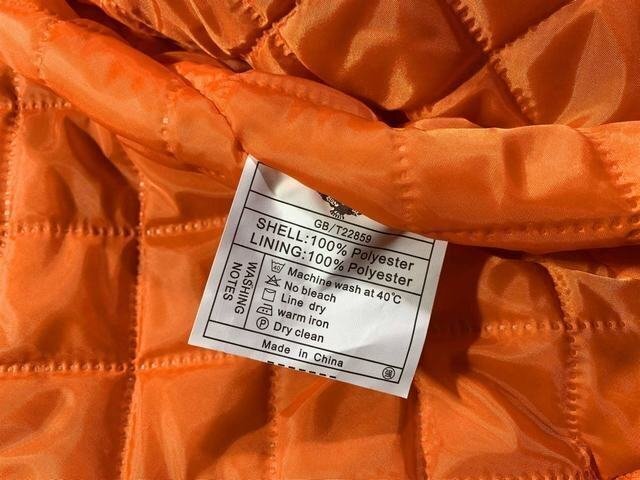 GB/T22859
SHELL:100% Polyester
LINING:100% Polyester
WASHING NOTES
40 Machine wash at 40℃
No bleach
Line dry
warm iron
P Dry clean
Made in China